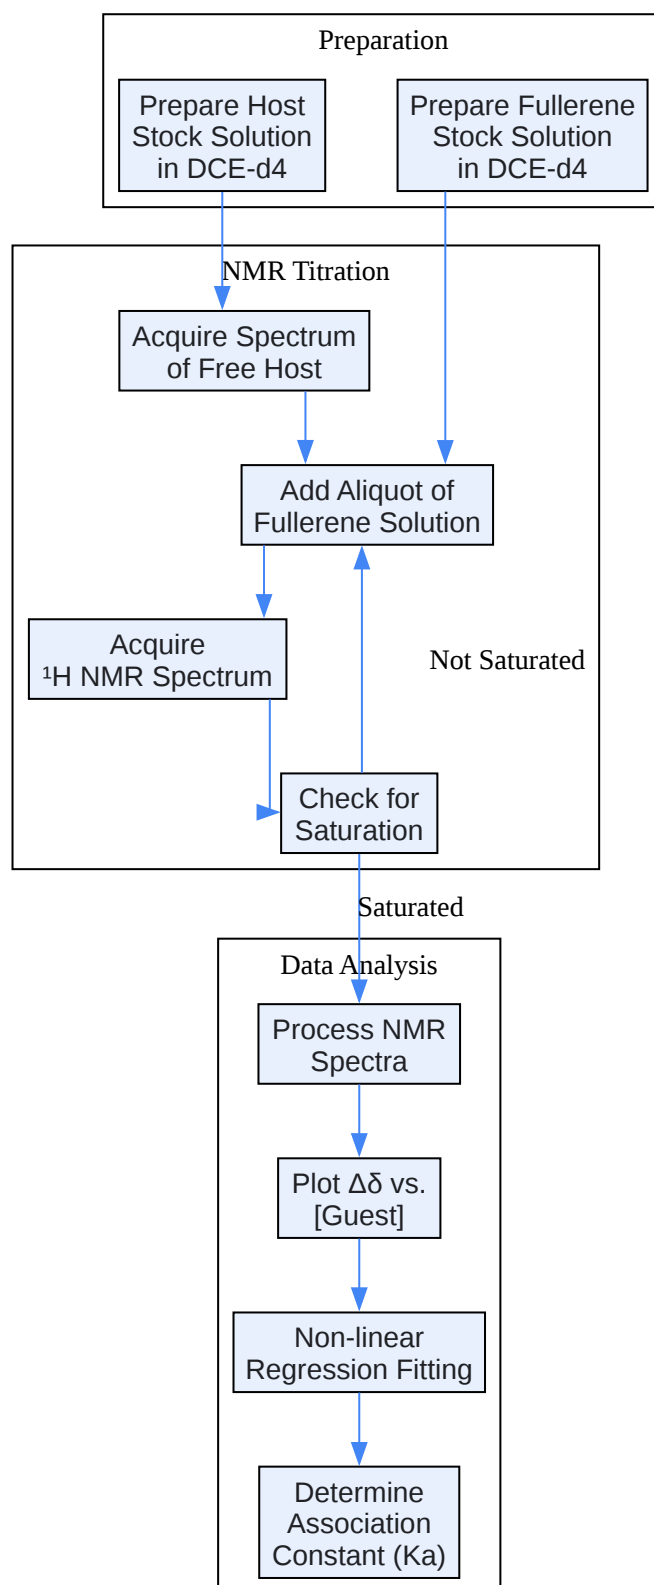 Preparation
Prepare Host
Stock Solution
in DCE-d4
Prepare Fullerene
Stock Solution
in DCE-d4
NMR Titration
Acquire Spectrum
of Free Host
Add Aliquot of
Fullerene Solution
Acquire
¹H NMR Spectrum
Not Saturated
Check for
Saturation
Saturated
Data Analysis
Process NMR
Spectra
Plot Δδ vs.
[Guest]
Non-linear
Regression Fitting
Determine
Association
Constant (Ka)